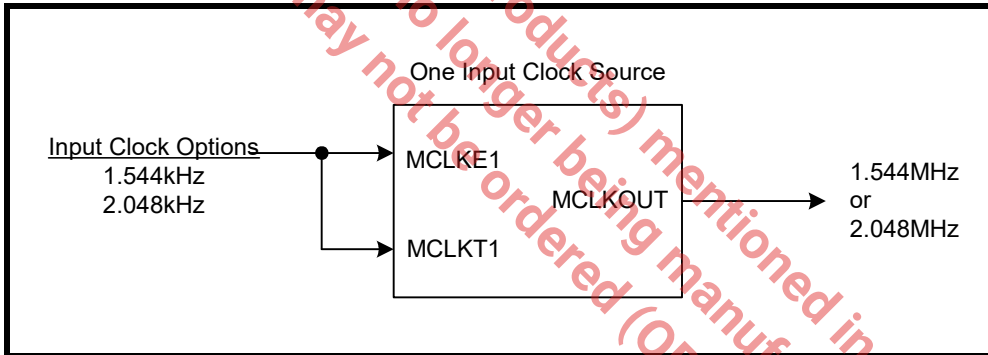 One Input Clock Source
Input Clock Options
1.544kHz
2.048kHz
MCLKE1
MCLKT1
MCLKOUT
1.544MHz
or
2.048MHz
roducts) mentioned in
no longer being manuf
may not be ordered (O